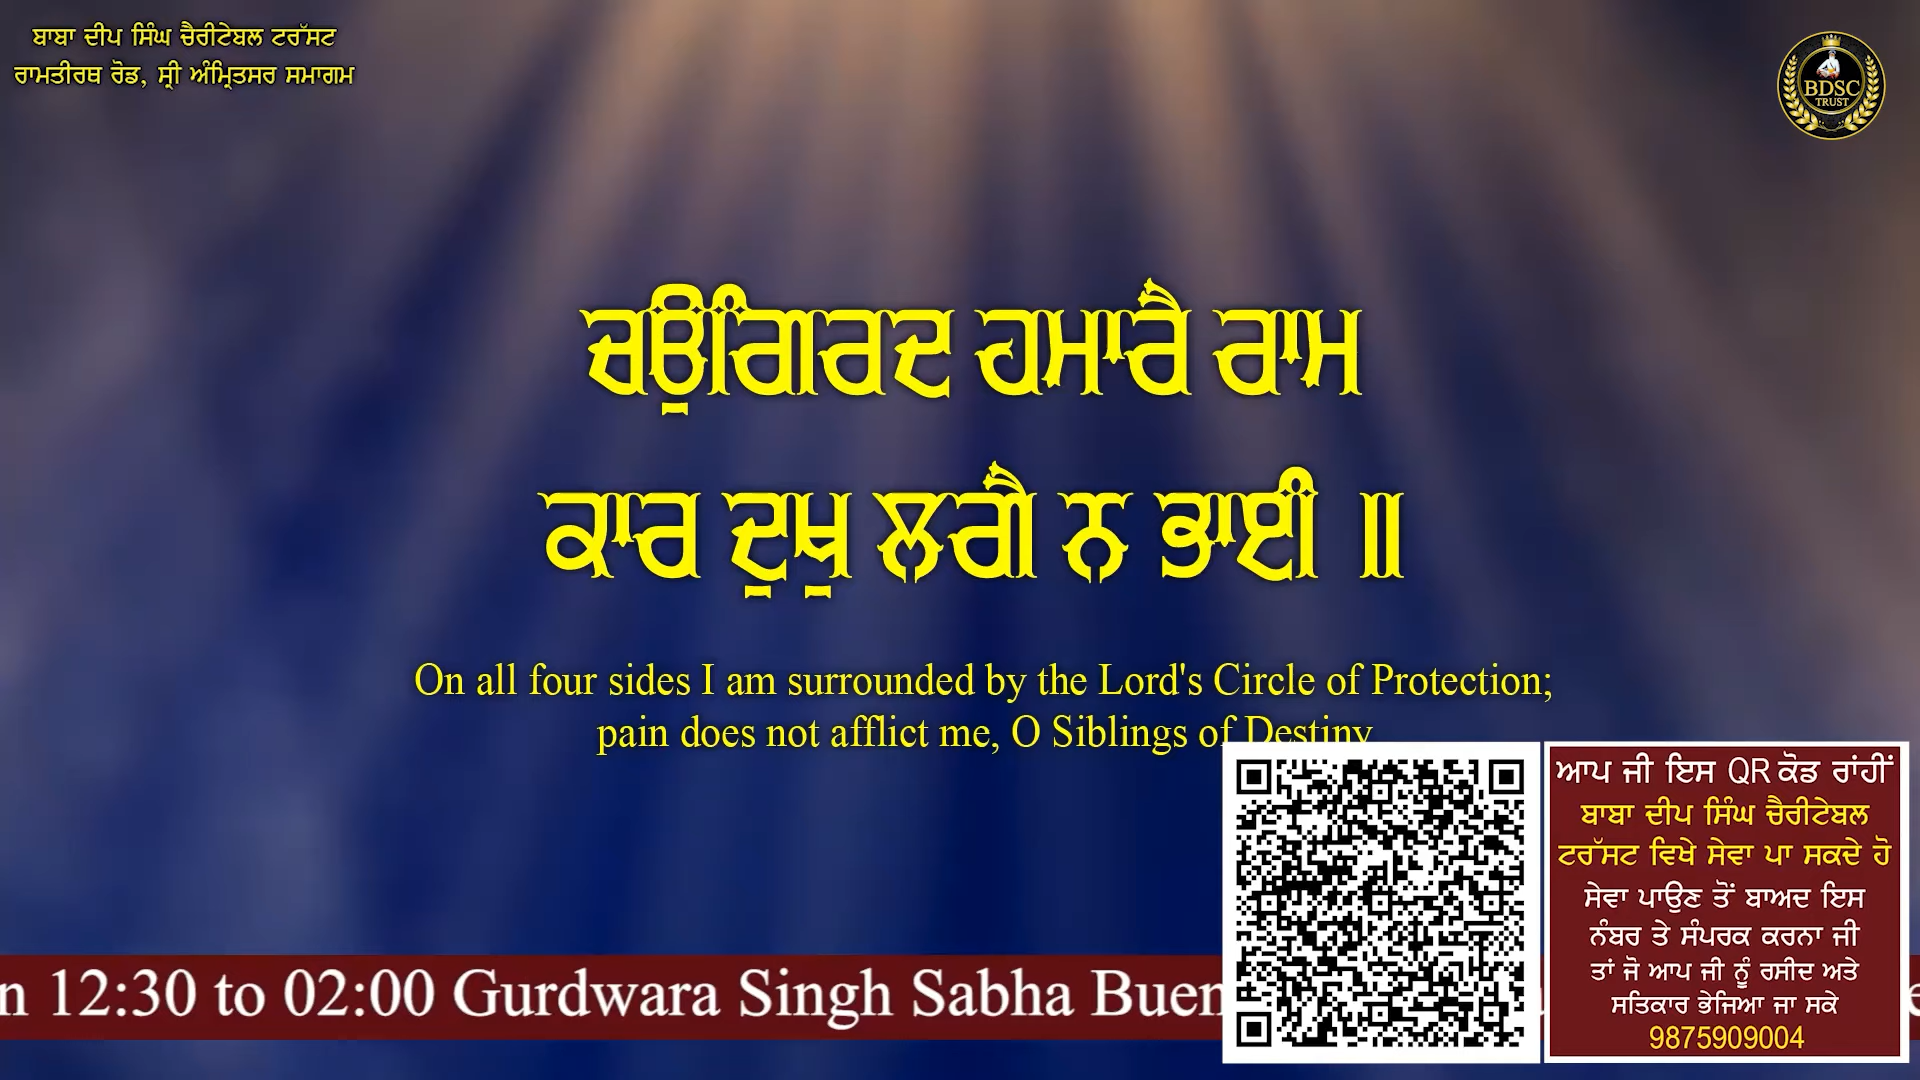 ਬਾਬਾ ਦੀਪ ਸਿੰਘ ਚੈਰੀਟੇਬਲ ਟਰੱਸਟ
ਰਾਮਤੀਰਥ ਰੋਡ, ਸ੍ਰੀ ਅੰਮ੍ਰਿਤਸਰ ਸਮਾਗਮ
BDSC
TRUST
ਚਉਗਿਰਦ ਹਮਾਰੈ ਰਾਮ
ਕਾਰ ਦੁਖੁ ਲਗੈ ਨ ਭਾਈ ॥
On all four sides I am surrounded by the Lord's Circle of Protection;
pain does not afflict me, O Siblings of Destiny
ਆਪ ਜੀ ਇਸ QR ਕੋਡ ਰਾਂਹੀਂ
ਬਾਬਾ ਦੀਪ ਸਿੰਘ ਚੈਰੀਟੇਬਲ
ਟਰੱਸਟ ਵਿਖੇ ਸੇਵਾ ਪਾ ਸਕਦੇ ਹੋ
ਸੇਵਾ ਪਾਉਣ ਤੋਂ ਬਾਅਦ ਇਸ
ਨੰਬਰ ਤੇ ਸੰਪਰਕ ਕਰਨਾ ਜੀ
ਤਾਂ ਜੋ ਆਪ ਜੀ ਨੂੰ ਰਸੀਦ ਅਤੇ
ਸਤਿਕਾਰ ਭੇਜਿਆ ਜਾ ਸਕੇ
9875909004
n 12:30 to 02:00 Gurdwara Singh Sabha Buen